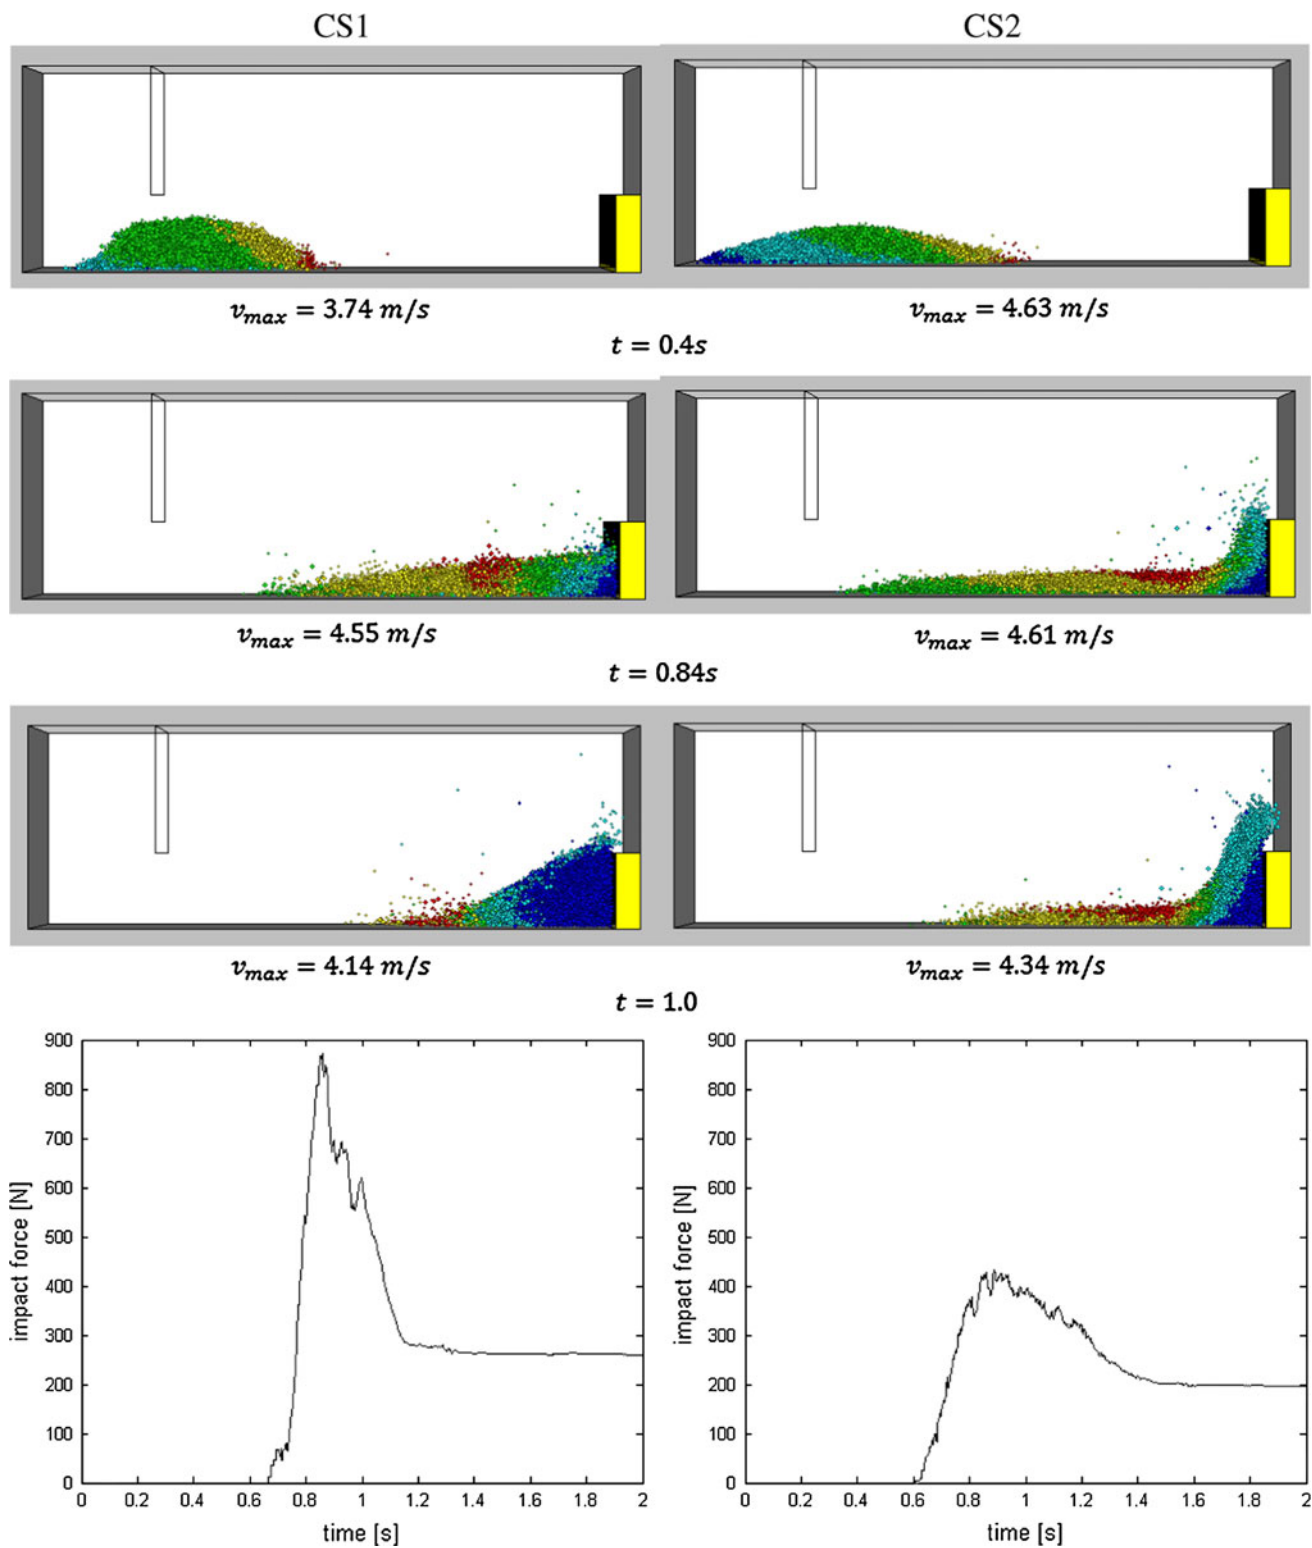 CS1 CS2
v_max = 3.74 m/s v_max = 4.63 m/s
t = 0.4s
v_max = 4.55 m/s v_max = 4.61 m/s
t = 0.84s
v_max = 4.14 m/s v_max = 4.34 m/s
t = 1.0
900
800
700
600
500
400
300
200
100
0
impact force [N]
0 0.2 0.4 0.6 0.8 1 1.2 1.4 1.6 1.8 2
time [s]
900
800
700
600
500
400
300
200
100
0
impact force [N]
0 0.2 0.4 0.6 0.8 1 1.2 1.4 1.6 1.8 2
time [s]